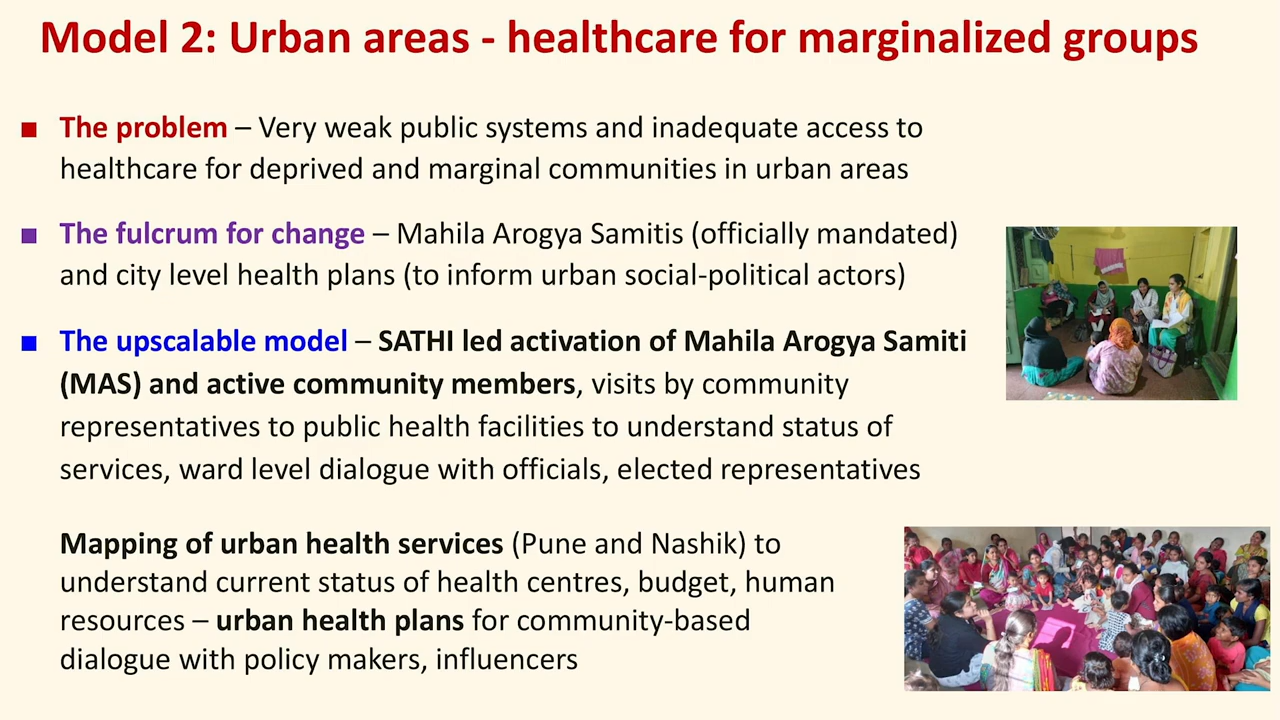 Model 2: Urban areas - healthcare for marginalized groups
▪ The problem – Very weak public systems and inadequate access to
healthcare for deprived and marginal communities in urban areas
▪ The fulcrum for change – Mahila Arogya Samitis (officially mandated)
and city level health plans (to inform urban social-political actors)
▪ The upscalable model – SATHI led activation of Mahila Arogya Samiti
(MAS) and active community members, visits by community
representatives to public health facilities to understand status of
services, ward level dialogue with officials, elected representatives
Mapping of urban health services (Pune and Nashik) to
understand current status of health centres, budget, human
resources – urban health plans for community-based
dialogue with policy makers, influencers